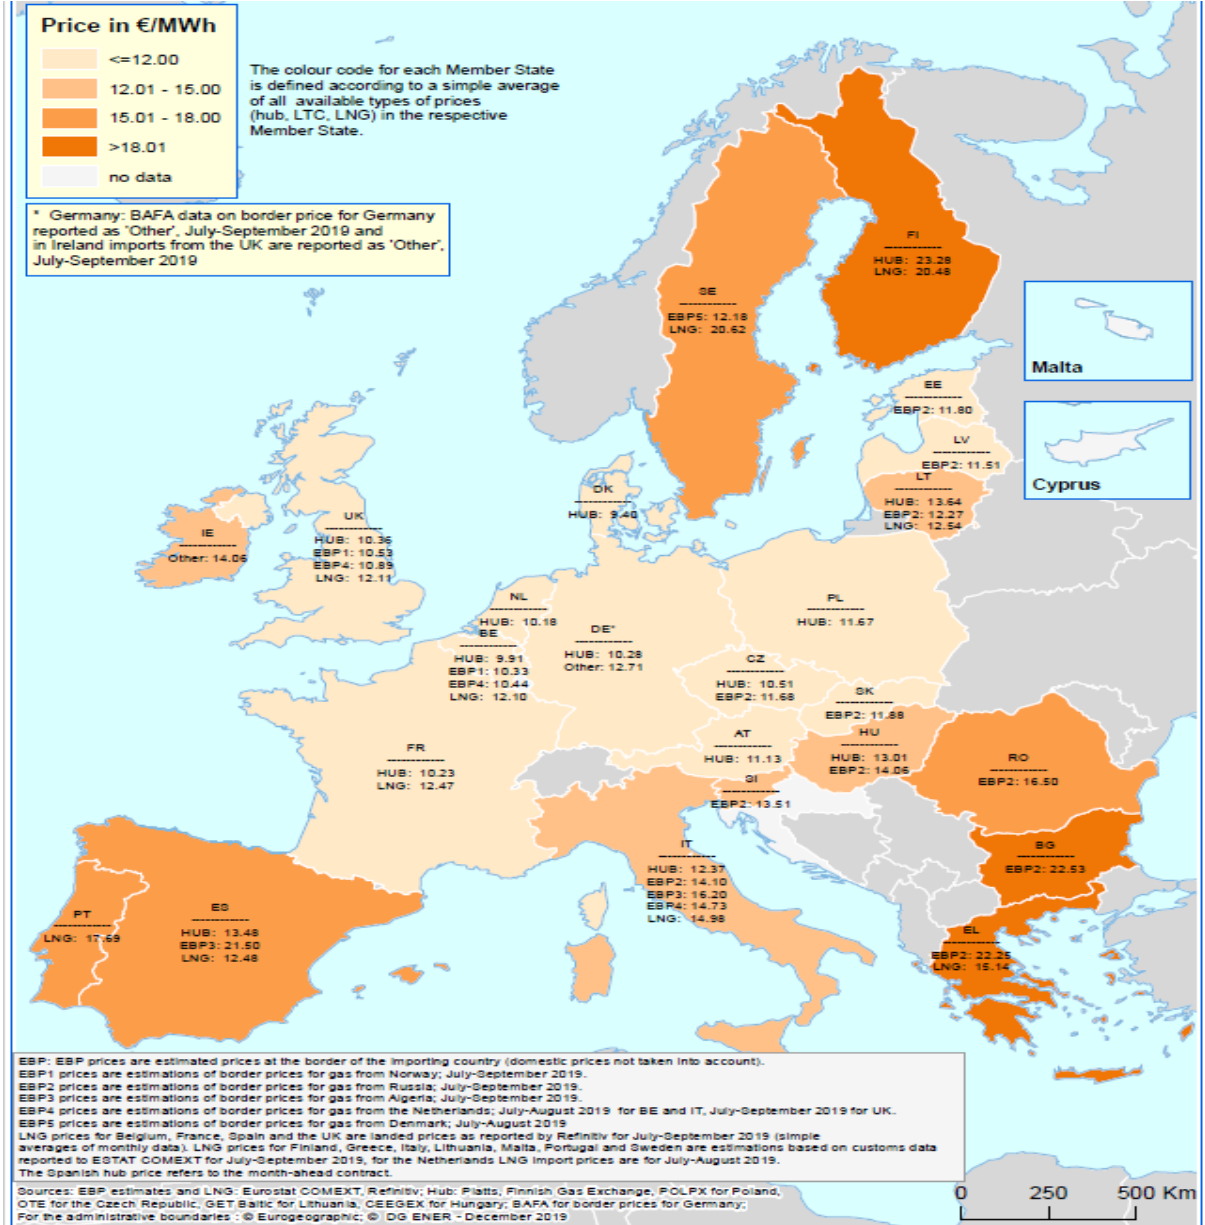 Price in €/MWh
<=12.00
12.01 - 15.00
15.01 - 18.00
>18.01
no data
The colour code for each Member State
is defined according to a simple average
of all available types of prices
(hub, LTC, LNG) in the respective
Member State.
* Germany: BAFA data on border price for Germany
reported as 'Other', July-September 2019 and
in Ireland imports from the UK are reported as 'Other',
July-September 2019
FI
------------
HUB: 23.28
LNG: 20.48
SE
------------
EBP5: 12.18
LNG: 20.62
Malta
EE
------------
EBP2: 11.80
LV
------------
EBP2: 11.51
Cyprus
LT
------------
HUB: 13.64
EBP2: 12.27
LNG: 12.54
DK
------------
HUB: 9.40
UK
------------
HUB: 10.36
EBP1: 10.53
EBP4: 10.89
LNG: 12.11
IE
------------
Other: 14.06
NL
------------
HUB: 10.18
BE
------------
HUB: 9.91
EBP1: 10.33
EBP4: 10.44
LNG: 12.10
DE*
------------
HUB: 10.28
Other: 12.71
PL
------------
HUB: 11.67
CZ
------------
HUB: 10.51
EBP2: 11.68
SK
------------
EBP2: 11.88
AT
------------
HUB: 11.13
HU
------------
HUB: 13.01
EBP2: 14.06
FR
------------
HUB: 10.23
LNG: 12.47
SI
------------
EBP2: 13.51
RO
------------
EBP2: 16.50
IT
------------
HUB: 12.37
EBP2: 14.10
EBP3: 16.20
EBP4: 14.73
LNG: 14.98
BG
------------
EBP2: 22.53
PT
------------
LNG: 17.69
ES
------------
HUB: 13.48
EBP3: 21.50
LNG: 12.48
EL
------------
EBP2: 22.25
LNG: 15.14
EBP: EBP prices are estimated prices at the border of the importing country (domestic prices not taken into account).
EBP1 prices are estimations of border prices for gas from Norway; July-September 2019.
EBP2 prices are estimations of border prices for gas from Russia; July-September 2019.
EBP3 prices are estimations of border prices for gas from Algeria; July-September 2019.
EBP4 prices are estimations of border prices for gas from the Netherlands; July-August 2019 for BE and IT, July-September 2019 for UK.
EBP5 prices are estimations of border prices for gas from Denmark; July-August 2019
LNG prices for Belgium, France, Spain and the UK are landed prices as reported by Refinitiv for July-September 2019 (simple
averages of monthly data). LNG prices for Finland, Greece, Italy, Lithuania, Malta, Portugal and Sweden are estimations based on customs data
reported to ESTAT COMEXT for July-September 2019, for the Netherlands LNG import prices are for July-August 2019.
The Spanish hub price refers to the month-ahead contract.
Sources: EBP estimates and LNG: Eurostat COMEXT, Refinitiv; Hub: Platts, Finnish Gas Exchange, POLPX for Poland,
OTE for the Czech Republic, GET Baltic for Lithuania, CEEGEX for Hungary; BAFA for border prices for Germany;
For the administrative boundaries : © Eurogeographic; © DG ENER - December 2019
0 250 500 Km